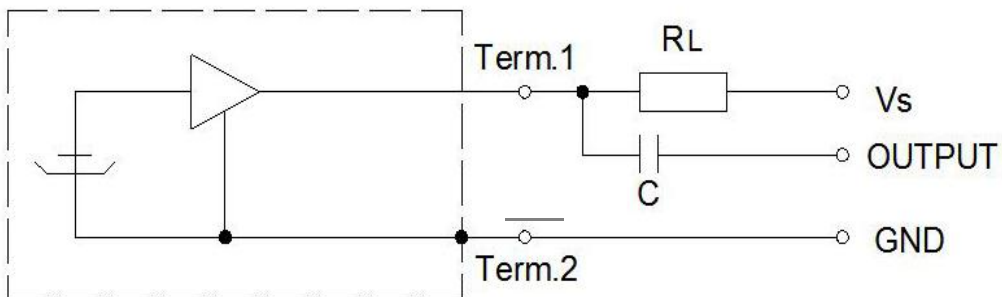 Term.1
RL
Vs
OUTPUT
C
GND
Term.2